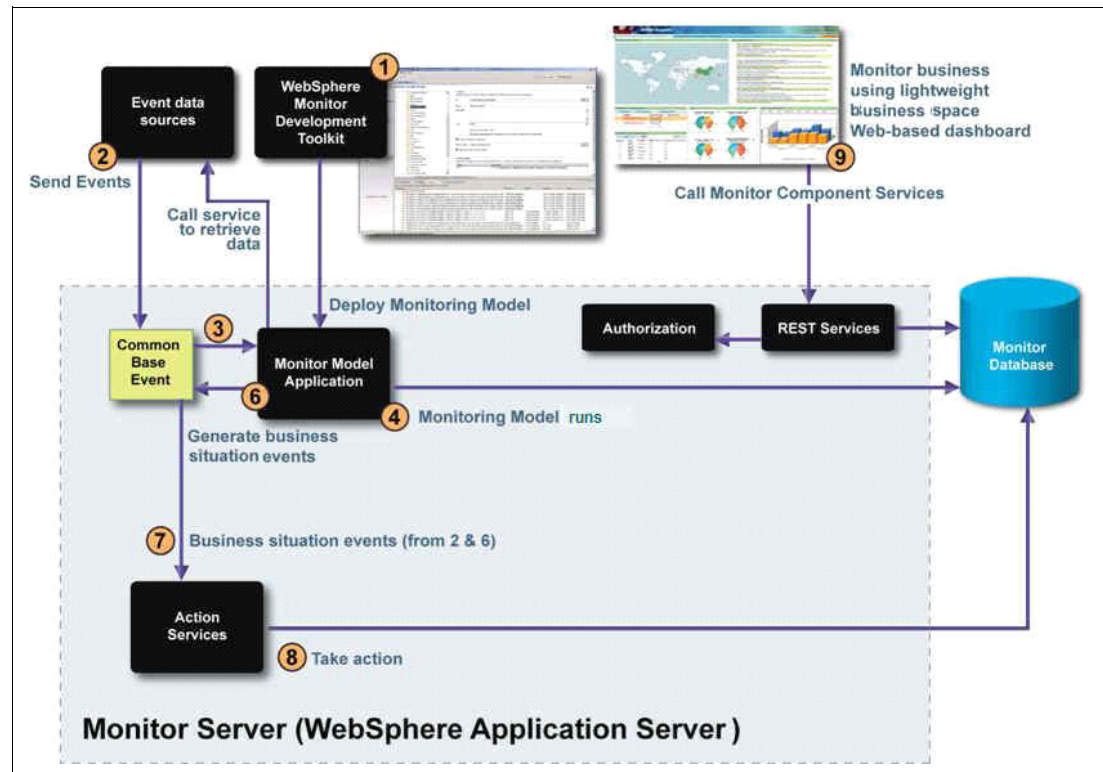 1
Event data
sources
WebSphere
Monitor
Development
Toolkit
Monitor business
using lightweight
business space
Web-based dashboard
2
9
Send Events
Call Monitor Component Services
Call service
to retrieve
data
Deploy Monitoring Model
3
Common
Base
Event
Monitor Model
Application
Authorization
REST Services
Monitor
Database
6
4
Monitoring Model runs
Generate business
situation events
7
Business situation events (from 2 & 6)
Action
Services
8
Take action
Monitor Server (WebSphere Application Server )